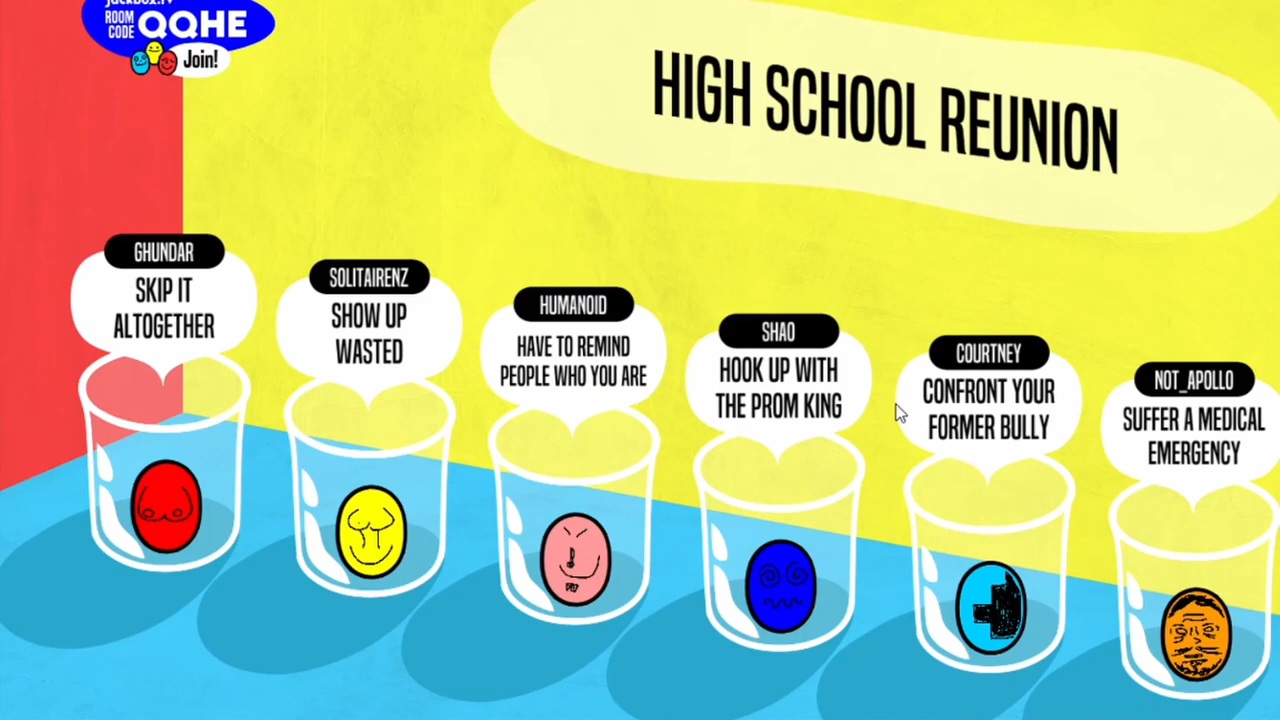 jackbox.tv
ROOM
CODE
QQHE
Join!
HIGH SCHOOL REUNION
GHUNDAR
SKIP IT
ALTOGETHER
SOLITAIRENZ
SHOW UP
WASTED
HUMANOID
HAVE TO REMIND
PEOPLE WHO YOU ARE
SHAO
HOOK UP WITH
THE PROM KING
COURTNEY
CONFRONT YOUR
FORMER BULLY
NOT_APOLLO
SUFFER A MEDICAL
EMERGENCY